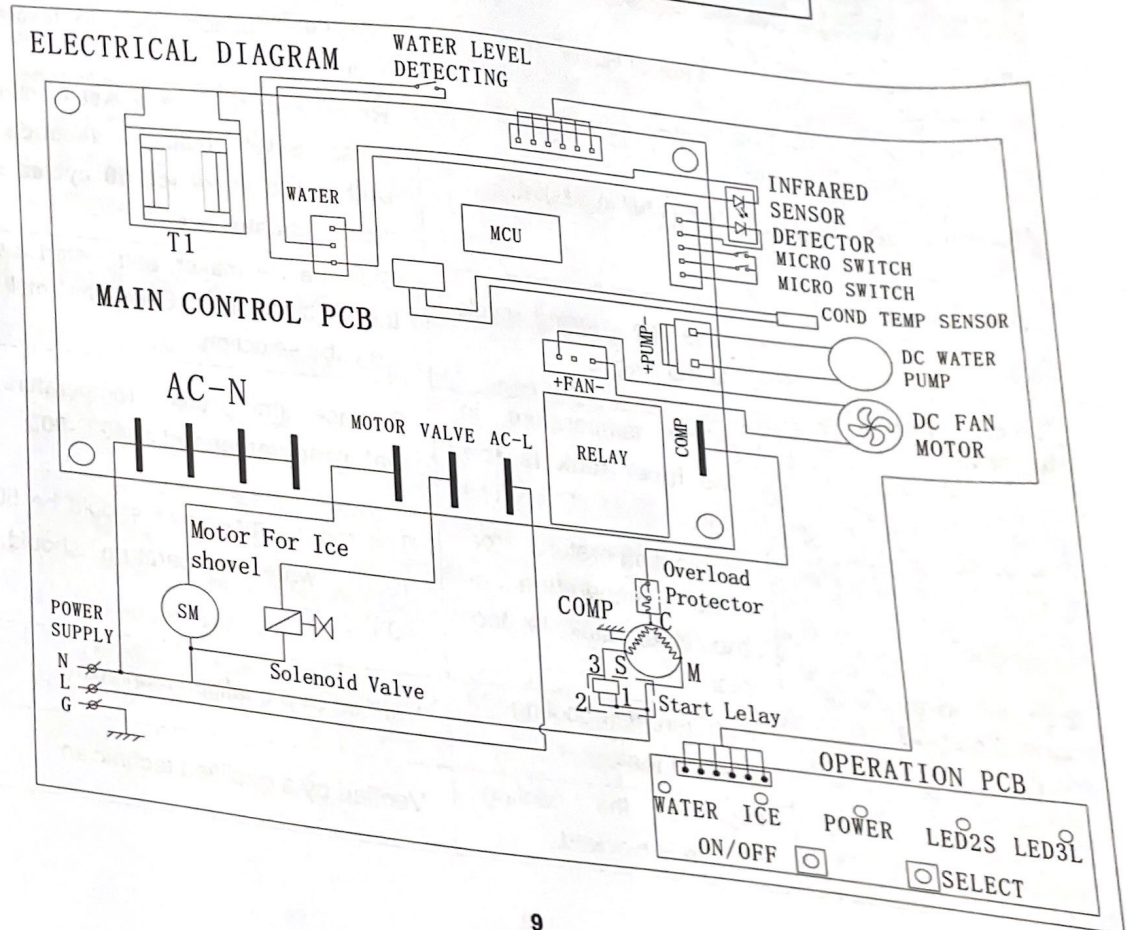 ELECTRICAL DIAGRAM
WATER LEVEL
DETECTING
WATER
T1
MCU
INFRARED
SENSOR
DETECTOR
MICRO SWITCH
MICRO SWITCH
COND TEMP SENSOR
MAIN CONTROL PCB
+PUMP-
DC WATER
PUMP
+FAN-
DC FAN
MOTOR
AC-N
MOTOR VALVE AC-L
RELAY
COMP
Motor For Ice
shovel
Overload
Protector
COMP
C
SM
POWER
SUPPLY
N
L
G
Solenoid Valve
3 S
M
2
1
Start Lelay
OPERATION PCB
WATER ICE POWER LED2S LED3L
ON/OFF
SELECT
9